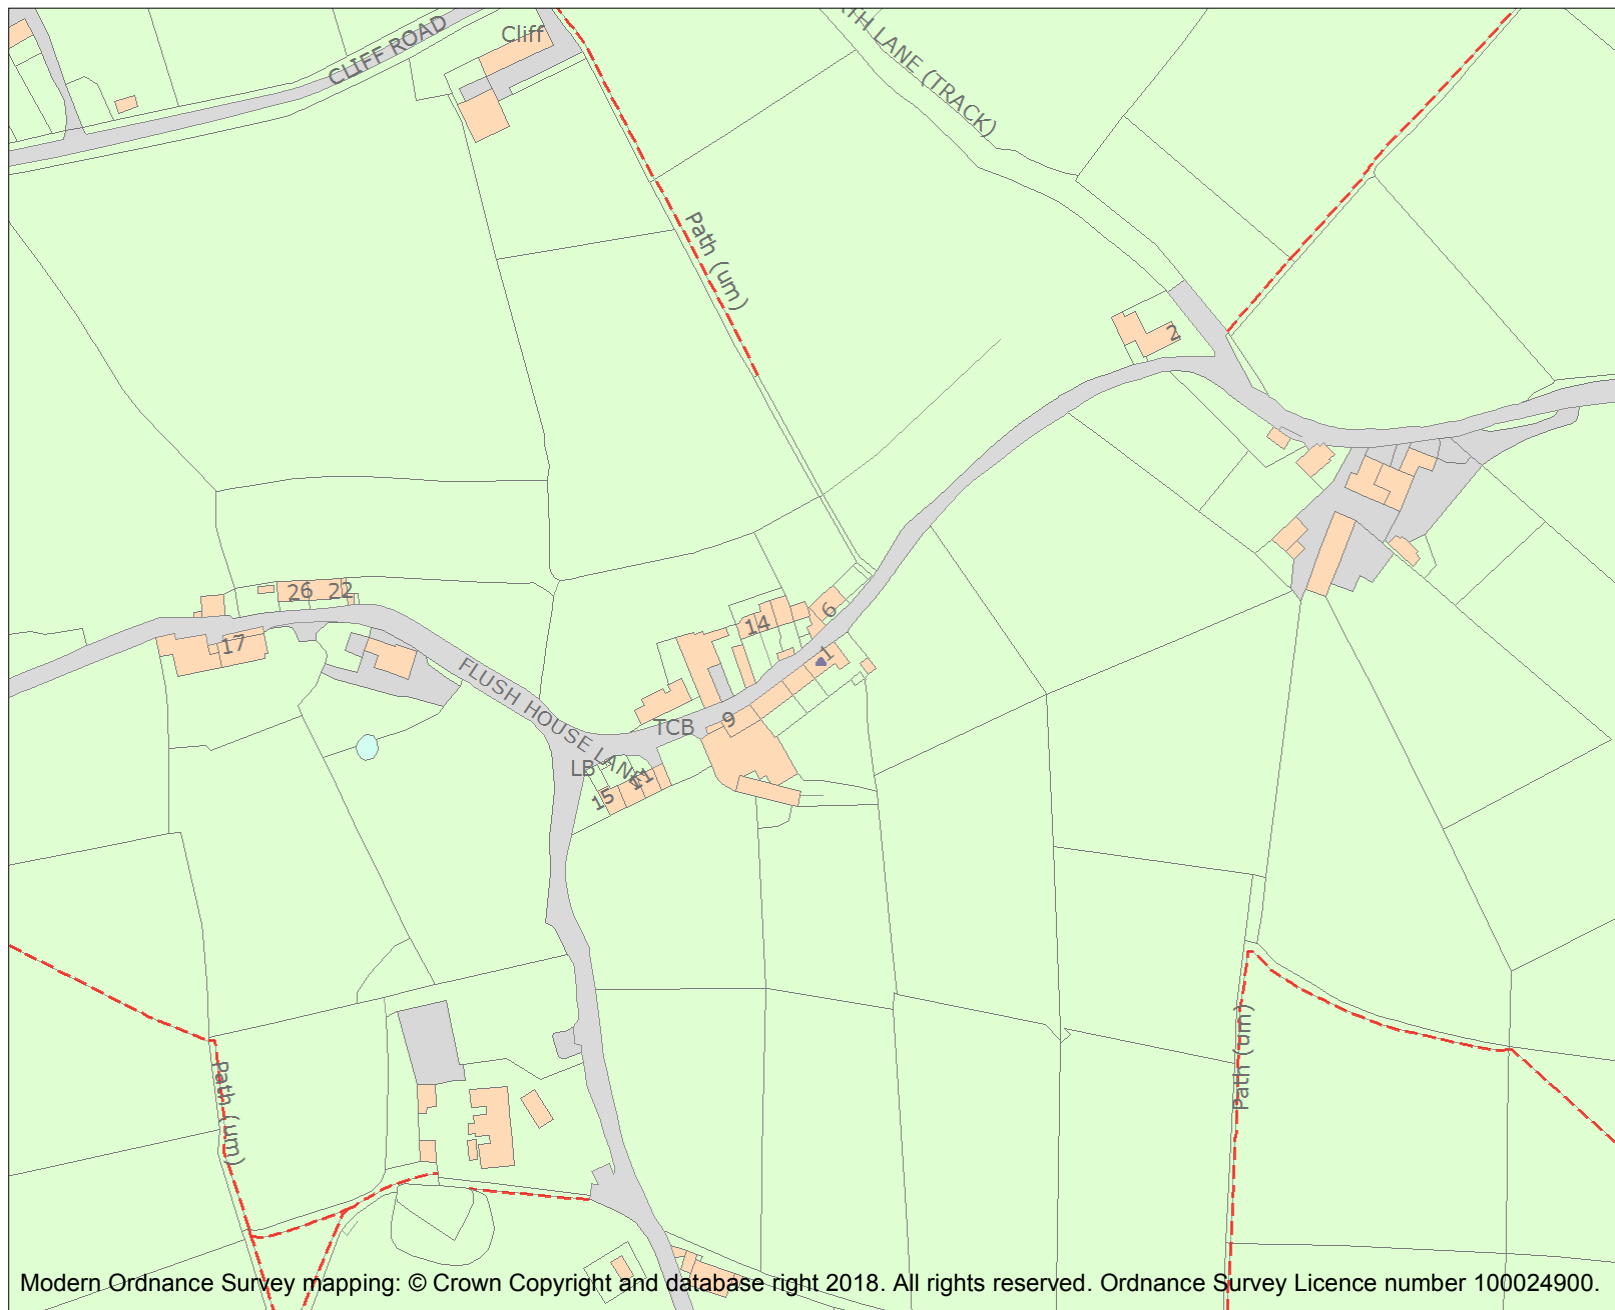 Cliff
CLIFF ROAD
LANE (TRACK)
Path (um)
2
26 22
17
14
6
1
FLUSH HOUSE LANE
9
TCB
LB
11
15
Path (um)
Path (um)
Modern Ordnance Survey mapping: © Crown Copyright and database right 2018. All rights reserved. Ordnance Survey Licence number 100024900.